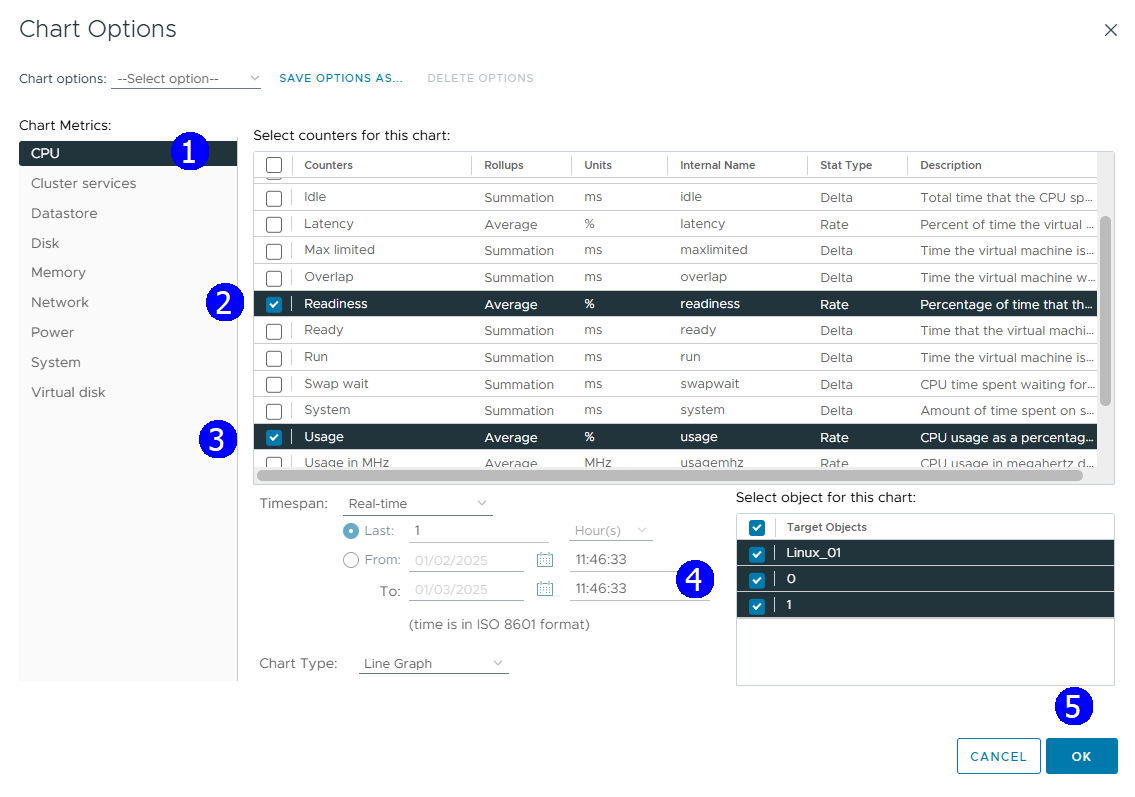 Chart Options
Chart options: --Select option-- SAVE OPTIONS AS... DELETE OPTIONS
Chart Metrics:
CPU 1
Cluster services
Datastore
Disk
Memory
Network
Power
System
Virtual disk
Select counters for this chart:
Counters Rollups Units Internal Name Stat Type Description
Idle Summation ms idle Delta Total time that the CPU sp...
Latency Average % latency Rate Percent of time the virtual ...
Max limited Summation ms maxlimited Delta Time the virtual machine is...
Overlap Summation ms overlap Delta Time the virtual machine w...
2 Readiness Average % readiness Rate Percentage of time that th...
Ready Summation ms ready Delta Time that the virtual machi...
Run Summation ms run Delta Time the virtual machine is...
Swap wait Summation ms swapwait Delta CPU time spent waiting for...
System Summation ms system Delta Amount of time spent on s...
3 Usage Average % usage Rate CPU usage as a percentag...
Usage in MHz Average MHz usagemhz Rate CPU usage in megahertz d...
Timespan: Real-time
Last: 1 Hour(s)
From: 01/02/2025 11:46:33
To: 01/03/2025 11:46:33
4
(time is in ISO 8601 format)
Chart Type: Line Graph
Select object for this chart:
Target Objects
Linux_01
0
1
5
CANCEL OK